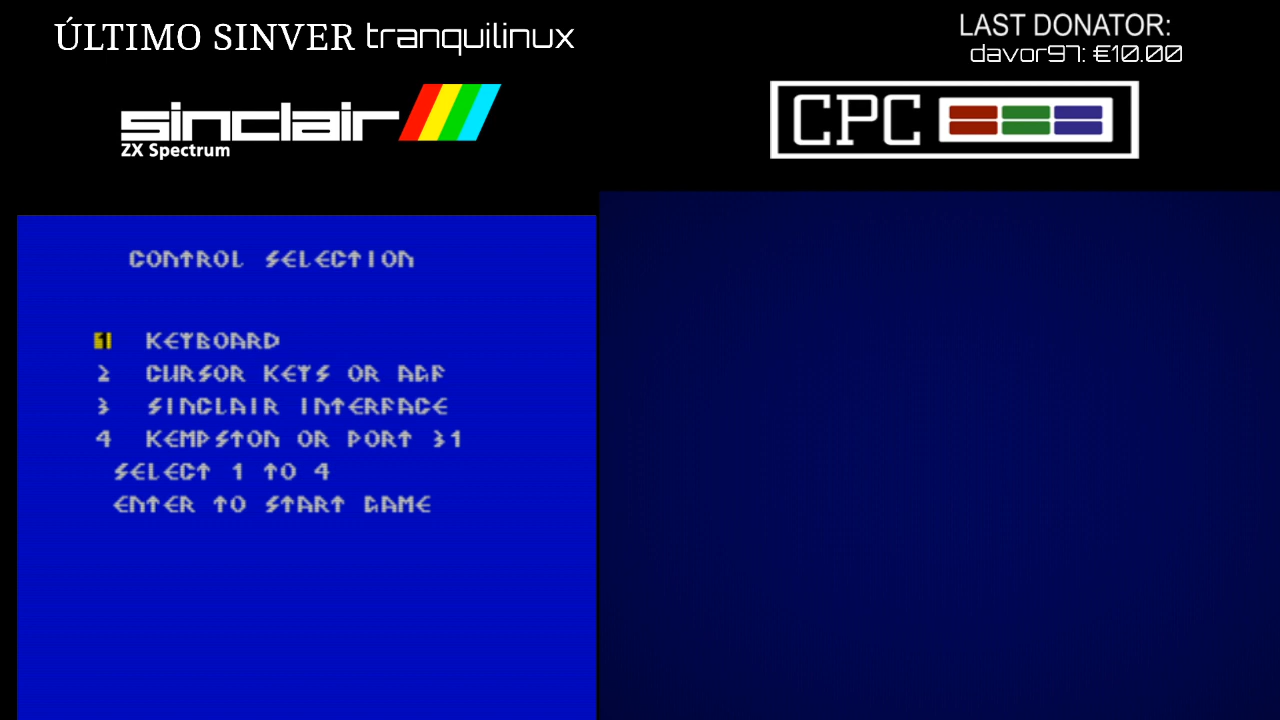 ÚLTIMO SINVER tranquilinux
LAST DONATOR:
davor97: €10.00
sinclair
ZX Spectrum
CPC
CONTROL SELECTION
1 KEYBOARD
2 CURSOR KEYS OR AGF
3 SINCLAIR INTERFACE
4 KEMPSTON OR PORT 31
SELECT 1 TO 4
ENTER TO START GAME